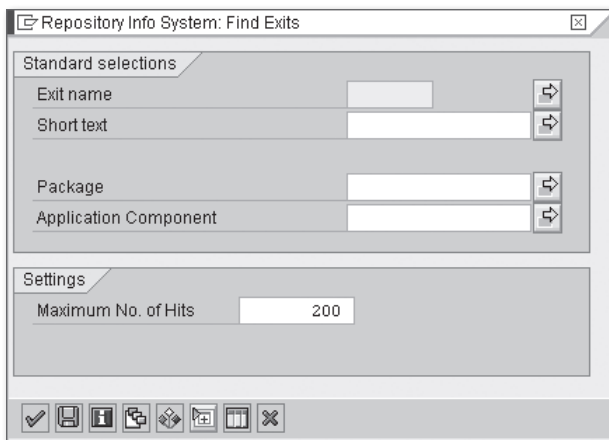 Repository Info System: Find Exits
Standard selections
Exit name
Short text
Package
Application Component
Settings
Maximum No. of Hits 200